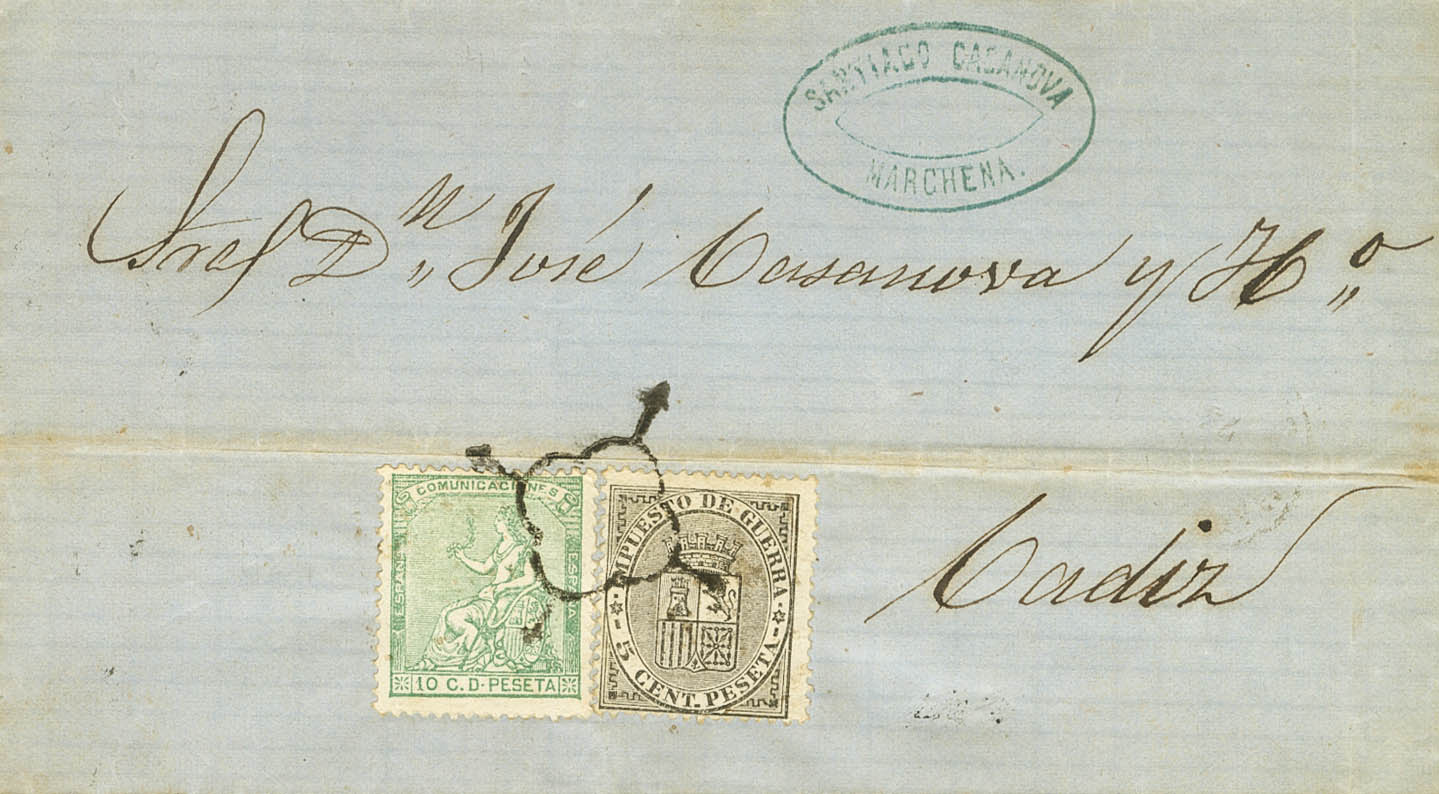 SANTIAGO CASANOVA
MARCHENA.
Sres Dn José Casanova y Ho
COMUNICACIONES
ESPAÑA
ESPAÑA
10 C. D. PESETA
IMPUESTO DE GUERRA
5 CENT. PESETA
Cadiz